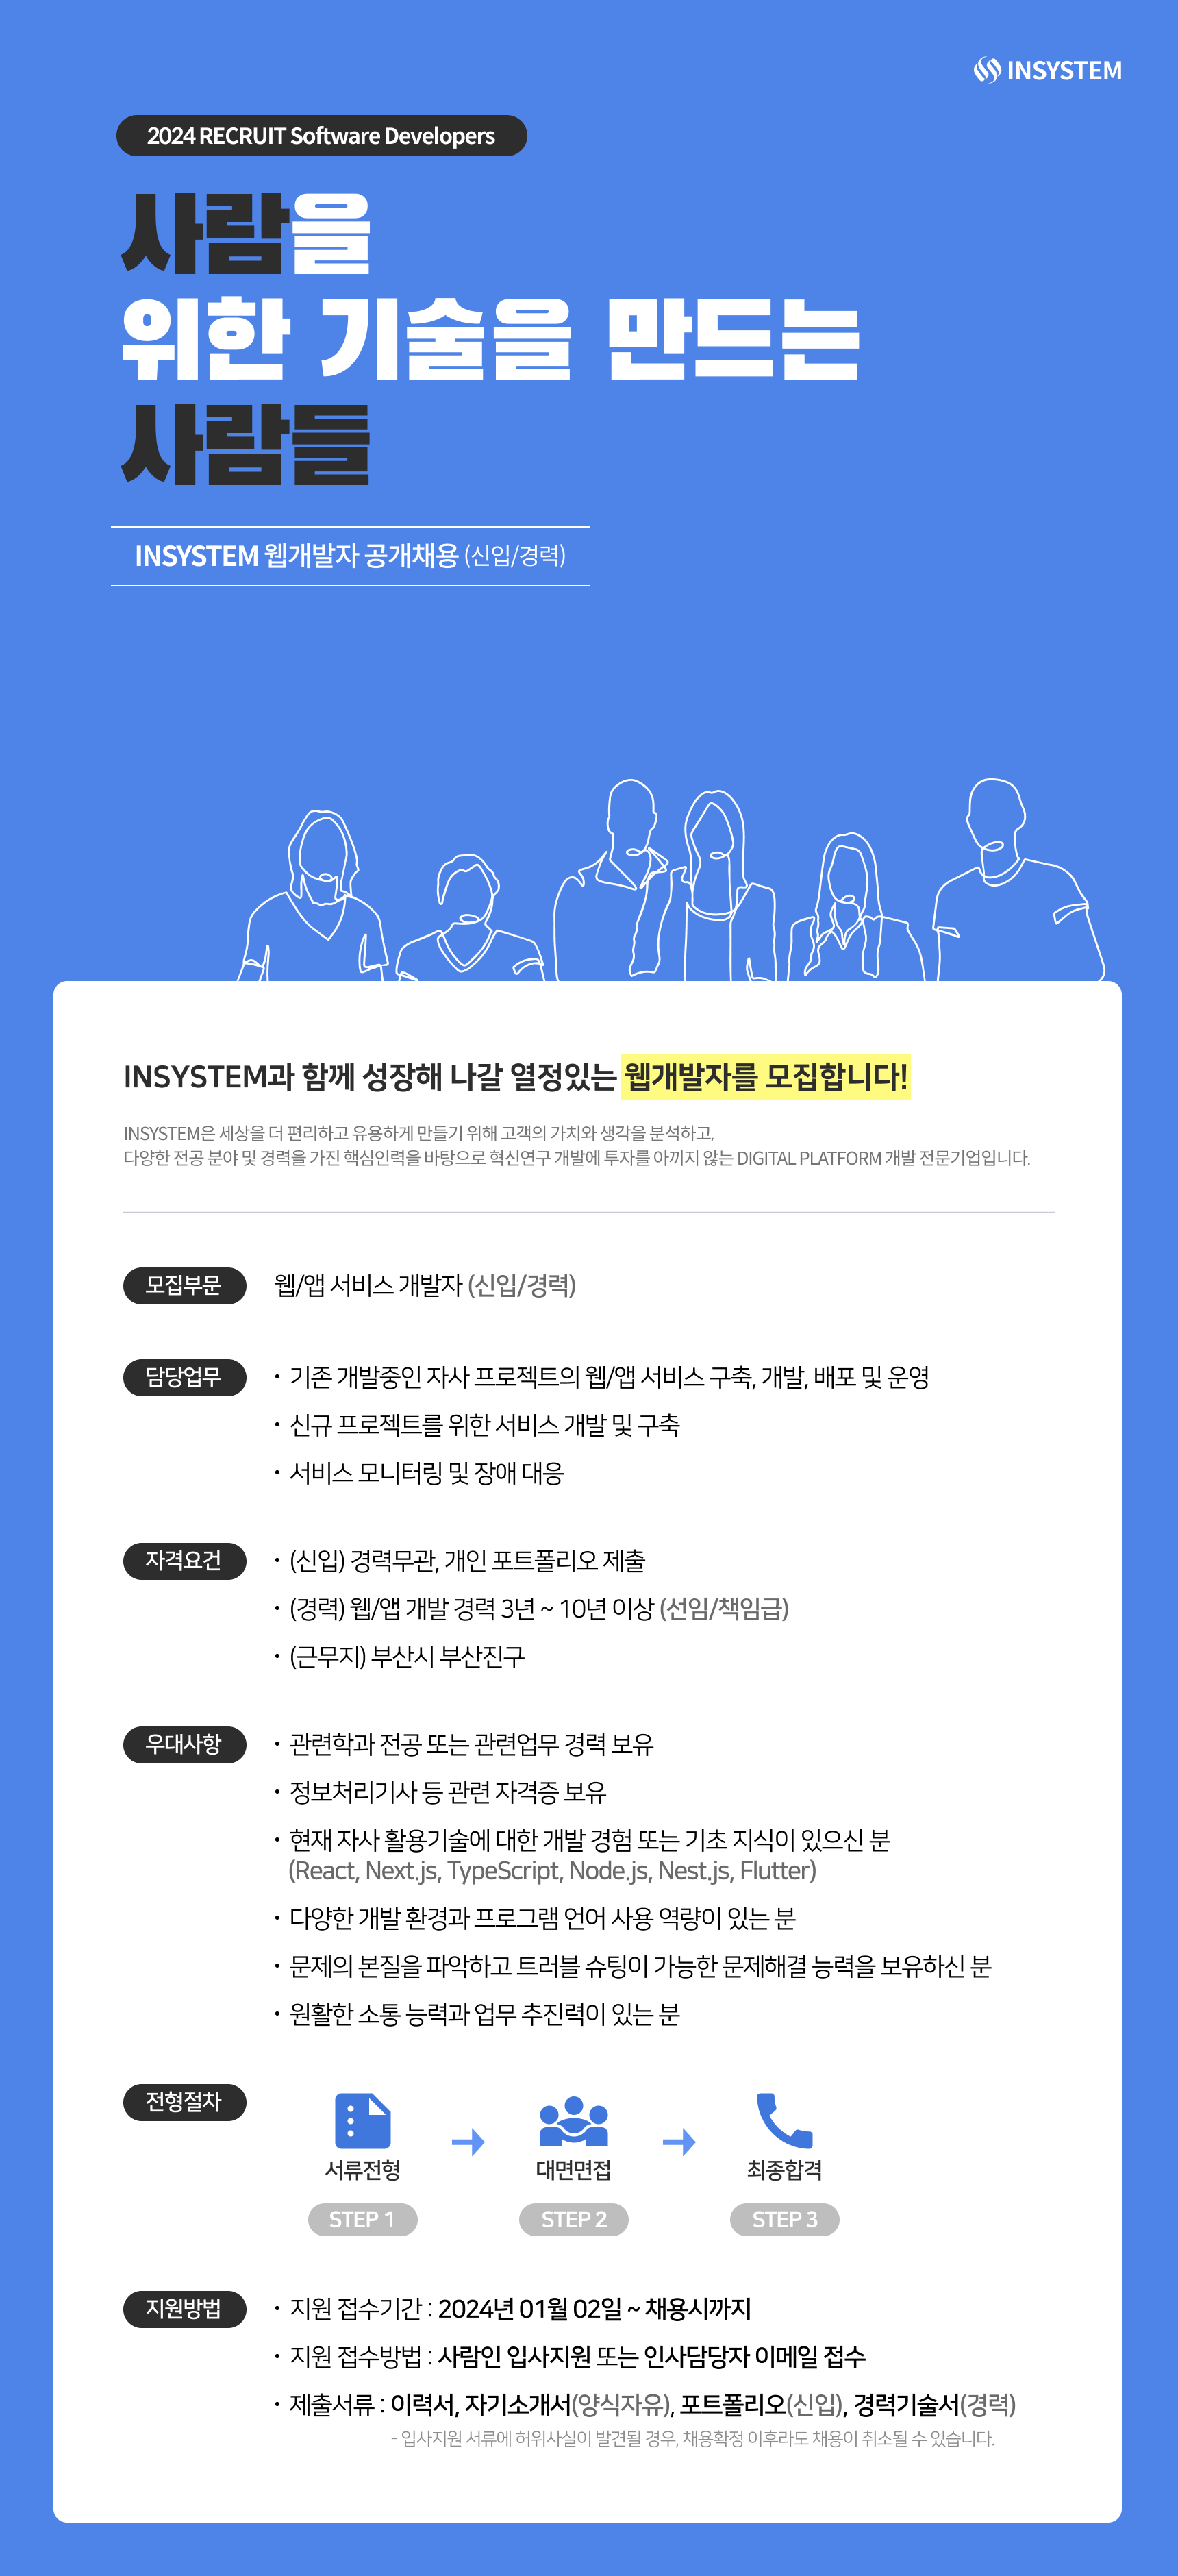 INSYSTEM
2024 RECRUIT Software Developers
사람을
위한 기술을 만드는
사람들
INSYSTEM 웹개발자 공개채용 (신입/경력)
INSYSTEM과 함께 성장해 나갈 열정있는 웹개발자를 모집합니다!
INSYSTEM은 세상을 더 편리하고 유용하게 만들기 위해 고객의 가치와 생각을 분석하고,
다양한 전공 분야 및 경력을 가진 핵심인력을 바탕으로 혁신연구 개발에 투자를 아끼지 않는 DIGITAL PLATFORM 개발 전문기업입니다.
모집부문 웹/앱 서비스 개발자 (신입/경력)
담당업무 · 기존 개발중인 자사 프로젝트의 웹/앱 서비스 구축, 개발, 배포 및 운영
· 신규 프로젝트를 위한 서비스 개발 및 구축
· 서비스 모니터링 및 장애 대응
자격요건 · (신입) 경력무관, 개인 포트폴리오 제출
· (경력) 웹/앱 개발 경력 3년 ~ 10년 이상 (선임/책임급)
· (근무지) 부산시 부산진구
우대사항 · 관련학과 전공 또는 관련업무 경력 보유
· 정보처리기사 등 관련 자격증 보유
· 현재 자사 활용기술에 대한 개발 경험 또는 기초 지식이 있으신 분
(React, Next.js, TypeScript, Node.js, Nest.js, Flutter)
· 다양한 개발 환경과 프로그램 언어 사용 역량이 있는 분
· 문제의 본질을 파악하고 트러블 슈팅이 가능한 문제해결 능력을 보유하신 분
· 원활한 소통 능력과 업무 추진력이 있는 분
전형절차
서류전형 대면면접 최종합격
STEP 1 STEP 2 STEP 3
지원방법 · 지원 접수기간 : 2024년 01월 02일 ~ 채용시까지
· 지원 접수방법 : 사람인 입사지원 또는 인사담당자 이메일 접수
· 제출서류 : 이력서, 자기소개서(양식자유), 포트폴리오(신입), 경력기술서(경력)
- 입사지원 서류에 허위사실이 발견될 경우, 채용확정 이후라도 채용이 취소될 수 있습니다.